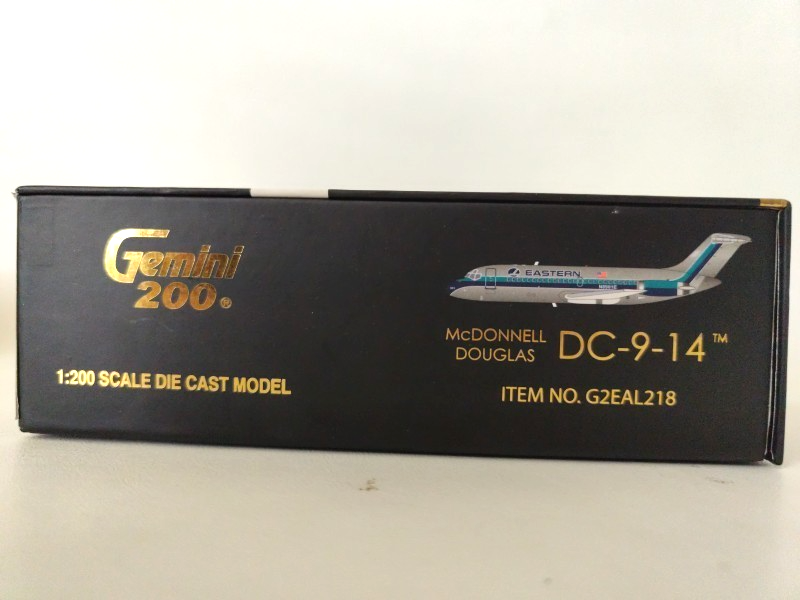 Gemini
200®
1:200 SCALE DIE CAST MODEL
EASTERN
McDONNELL
DOUGLAS
DC-9-14™
ITEM NO. G2EAL218